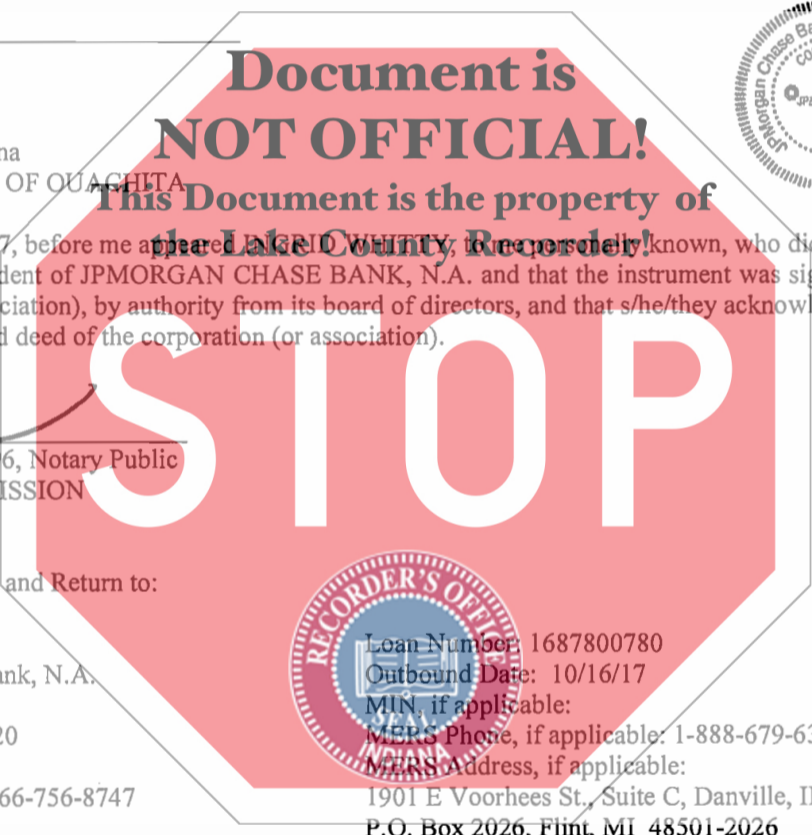 Document is
NOT OFFICIAL!
This Document is the property of
the Lake County Recorder!
JPMorgan Chase
na
OF OUACHITA
7, before me appeared INGRID WHITTY, to me personally known, who di
dent of JPMORGAN CHASE BANK, N.A. and that the instrument was sig
ciation), by authority from its board of directors, and that s/he/they acknow
d deed of the corporation (or association).
STOP
6, Notary Public
ISSION
and Return to:
ank, N.A.
20
66-756-8747
RECORDER'S OFFICE
SEAL
INDIANA
Loan Number: 1687800780
Outbound Date: 10/16/17
MIN, if applicable:
MERS Phone, if applicable: 1-888-679-63
MERS Address, if applicable:
1901 E Voorhees St., Suite C, Danville, I
P.O. Box 2026, Flint, MI 48501-2026